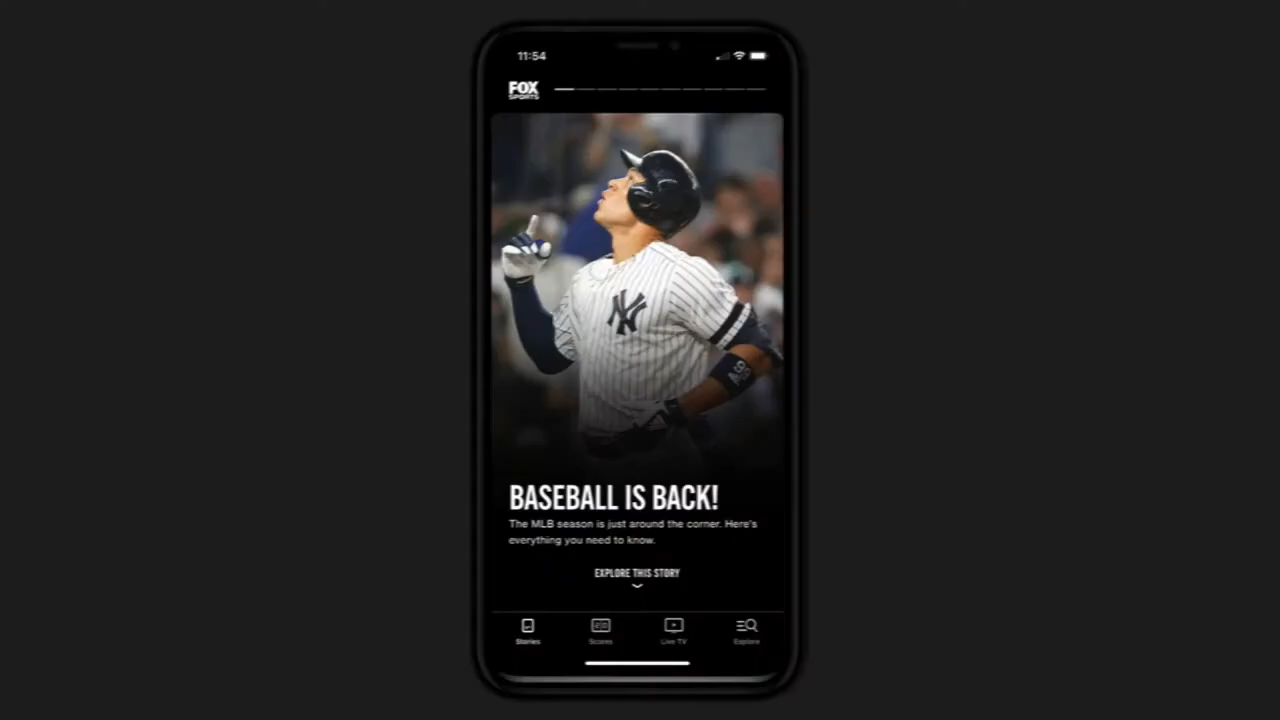 11:54
FOX
SPORTS
NY
BASEBALL IS BACK!
The MLB season is just around the corner. Here's
everything you need to know.
EXPLORE THIS STORY
Stories
Scores
Live TV
Explore